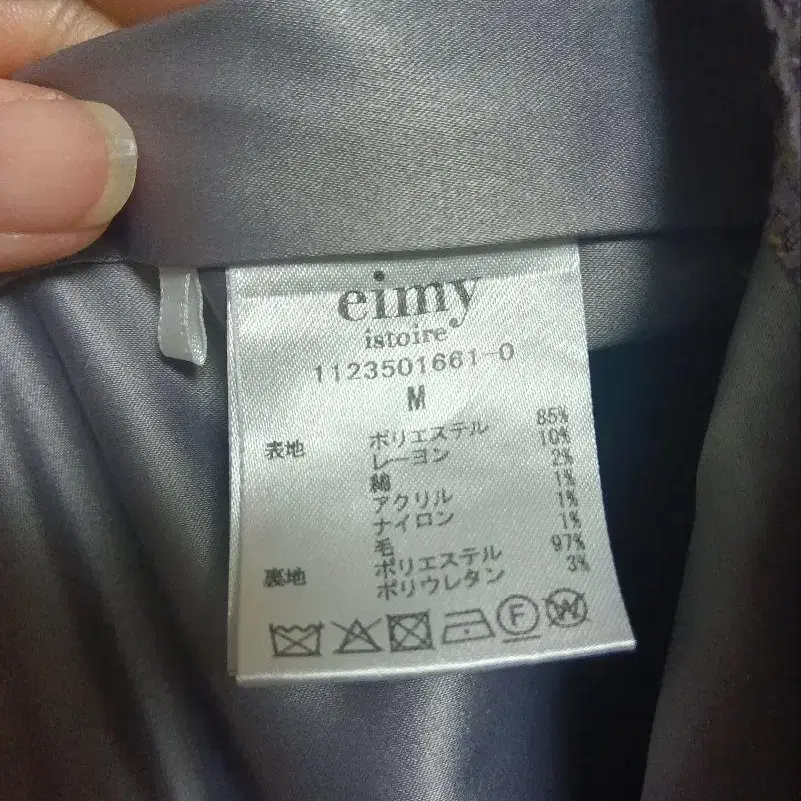 eimy
istoire
1123501661-0
M
表地 ポリエステル 85%
レーヨン 10%
綿 2%
アクリル 1%
ナイロン 1%
毛 1%
裏地 ポリエステル 97%
ポリウレタン 3%
F W